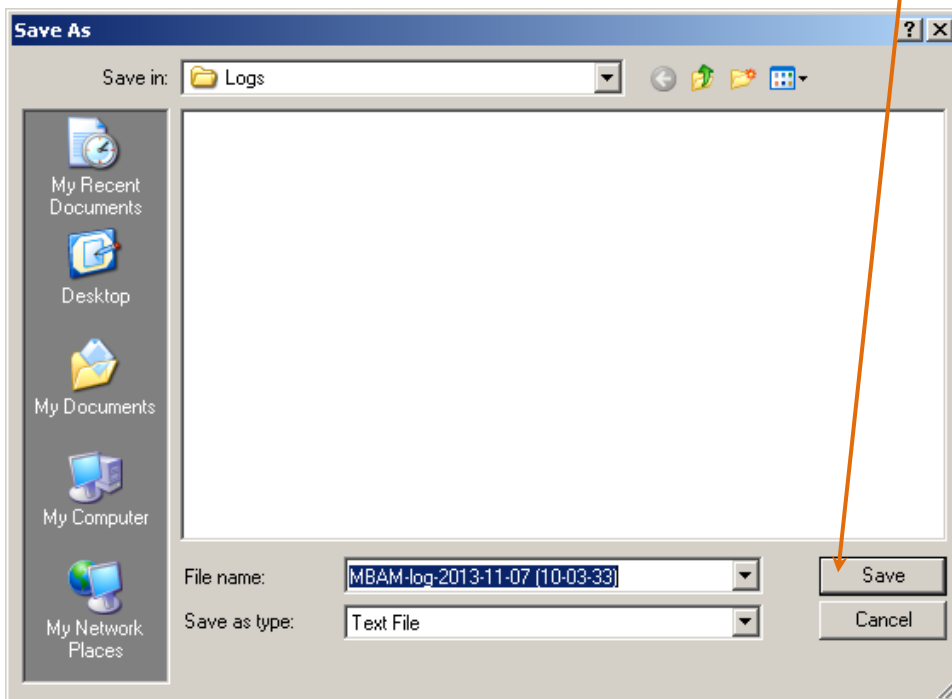 Save As
Save in:
Logs
My Recent
Documents
Desktop
My Documents
My Computer
My Network
Places
File name:
MBAM-log-2013-11-07 (10-03-33)
Save
Save as type:
Text File
Cancel